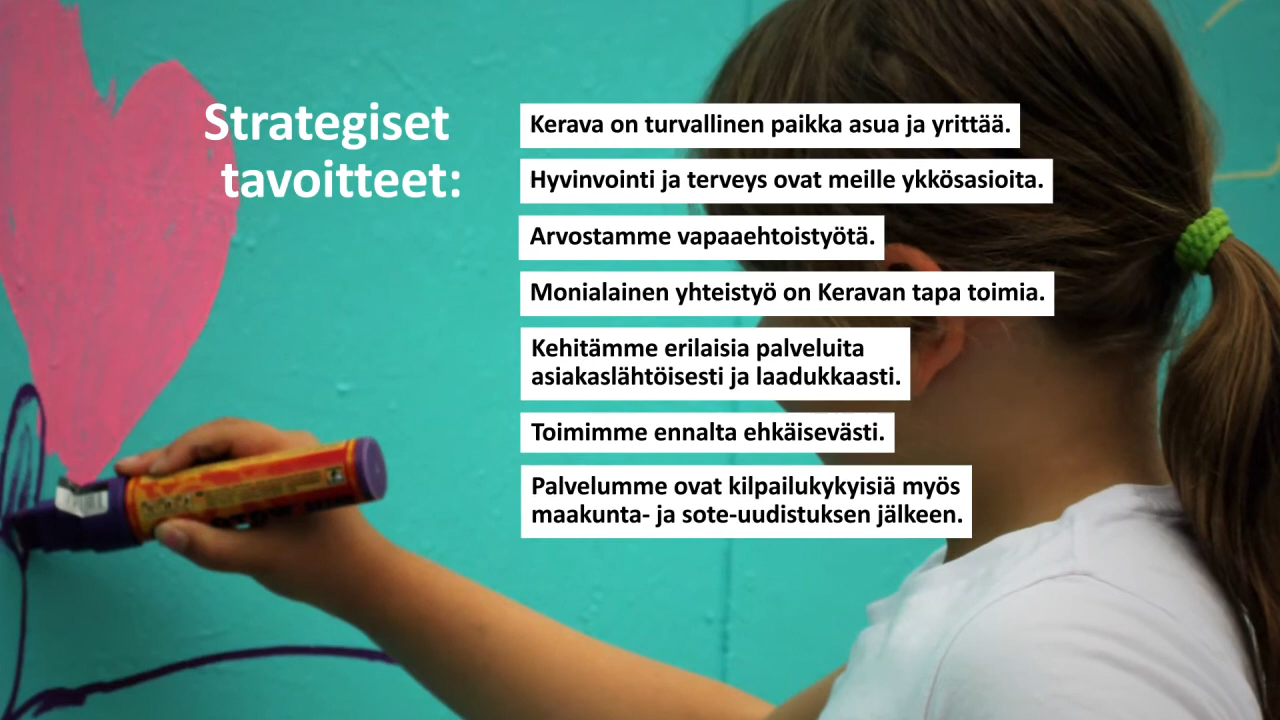 Strategiset
tavoitteet:
Kerava on turvallinen paikka asua ja yrittää.
Hyvinvointi ja terveys ovat meille ykkösasioita.
Arvostamme vapaaehtoistyötä.
Monialainen yhteistyö on Keravan tapa toimia.
Kehitämme erilaisia palveluita
asiakaslähtöisesti ja laadukkaasti.
Toimimme ennalta ehkäisevästi.
Palvelumme ovat kilpailukykyisiä myös
maakunta- ja sote-uudistuksen jälkeen.